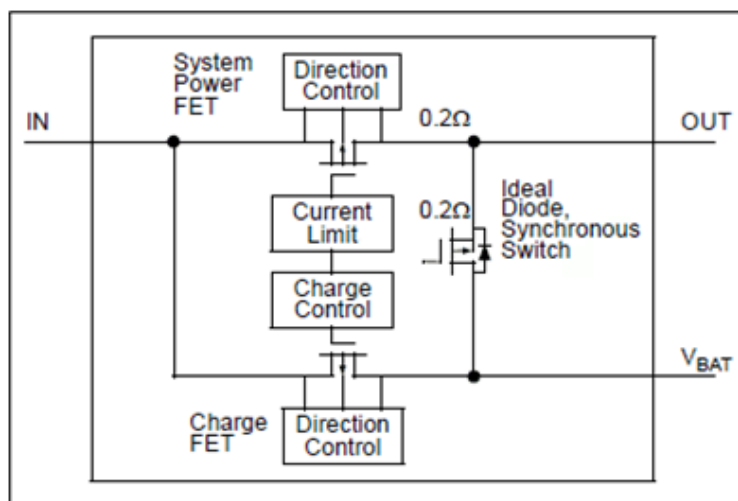 System
Power
FET
Direction
Control
IN
0.2Ω
OUT
Current
Limit
0.2Ω
Ideal
Diode,
Synchronous
Switch
Charge
Control
VBAT
Charge
FET
Direction
Control